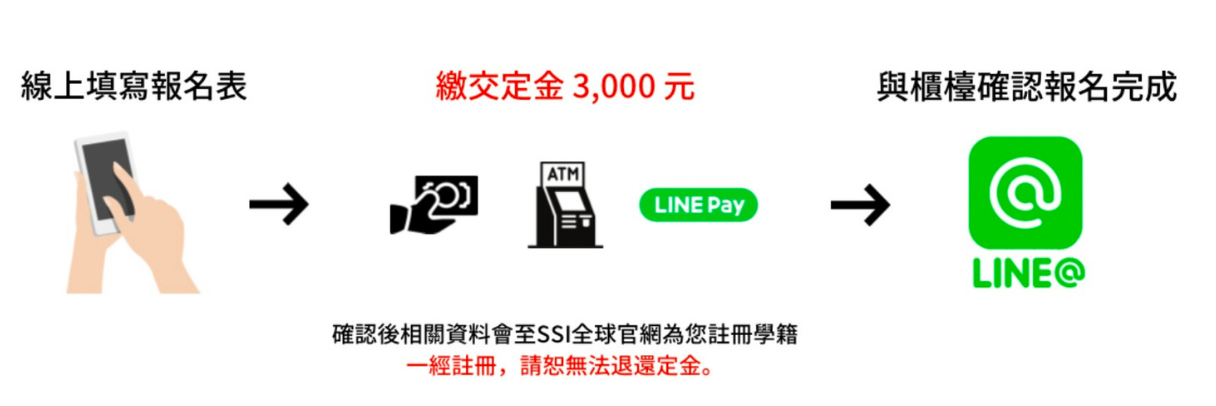 線上填寫報名表
繳交定金 3,000 元
與櫃檯確認報名完成
ATM
LINE Pay
LINE@
確認後相關資料會至SSI全球官網為您註冊學籍
一經註冊，請恕無法退還定金。